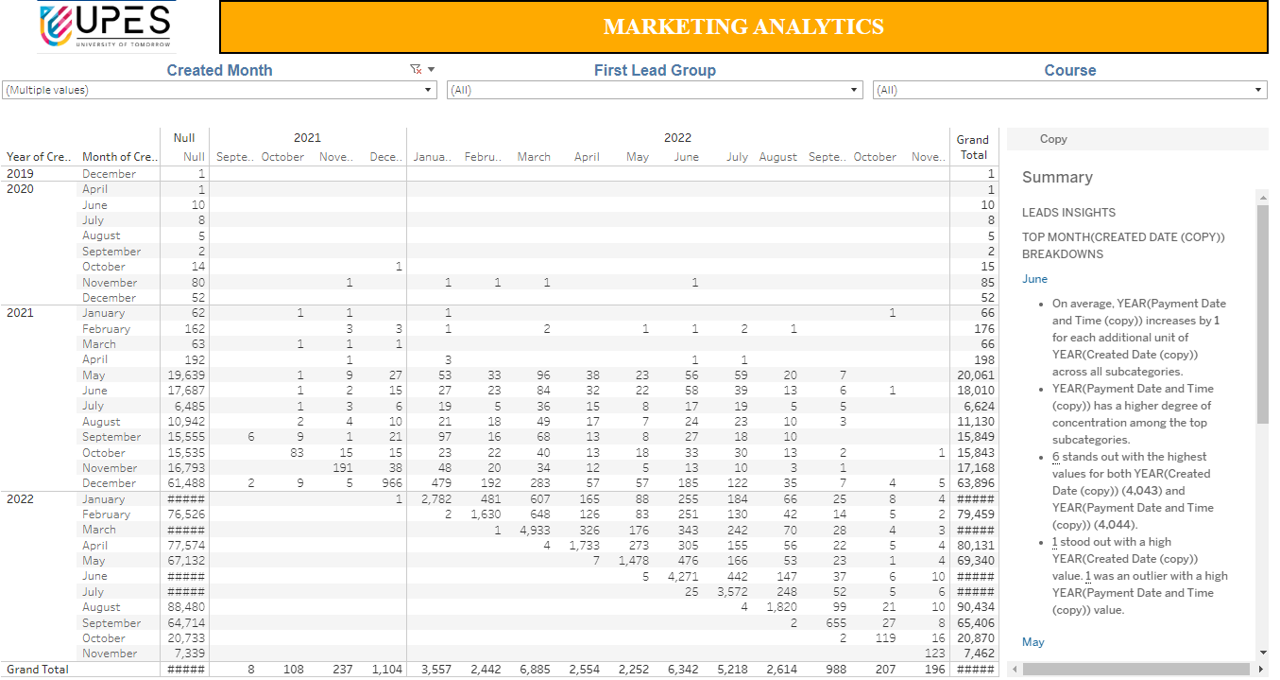 UPES
UNIVERSITY OF TOMORROW
MARKETING ANALYTICS
Created Month First Lead Group Course
(Multiple values) (All) (All)
Null 2021 2022 Grand Total
Year of Cre.. Month of Cre.. Null Septe.. October Nove.. Dece.. Janua.. Febru.. March April May June July August Septe.. October Nove..
2019 December 1 1
2020 April 1 1
June 10 10
July 8 8
August 5 5
September 2 2
October 14 1 15
November 80 1 1 1 1 1 85
December 52 52
2021 January 62 1 1 1 1 66
February 162 3 3 1 2 1 1 2 1 176
March 63 1 1 1 66
April 192 1 3 1 1 198
May 19,639 1 9 27 53 33 96 38 23 56 59 20 7 20,061
June 17,687 1 2 15 27 23 84 32 22 58 39 13 6 1 18,010
July 6,485 1 3 6 19 5 36 15 8 17 19 5 5 6,624
August 10,942 2 4 10 21 18 49 17 7 24 23 10 3 11,130
September 15,555 6 9 1 21 97 16 68 13 8 27 18 10 15,849
October 15,535 83 15 15 23 22 40 13 18 33 30 13 2 1 15,843
November 16,793 191 38 48 20 34 12 5 13 10 3 1 17,168
December 61,488 2 9 5 966 479 192 283 57 57 185 122 35 7 4 5 63,896
2022 January ##### 1 2,782 481 607 165 88 255 184 66 25 8 4 #####
February 76,526 2 1,630 648 126 83 251 130 42 14 5 2 79,459
March ##### 1 4,933 326 176 343 242 70 28 4 3 #####
April 77,574 4 1,733 273 305 155 56 22 5 4 80,131
May 67,132 7 1,478 476 166 53 23 1 4 69,340
June ##### 5 4,271 442 147 37 6 10 #####
July ##### 25 3,572 248 52 5 6 #####
August 88,480 4 1,820 99 21 10 90,434
September 64,714 2 655 27 8 65,406
October 20,733 2 119 16 20,870
November 7,339 123 7,462
Grand Total ##### 8 108 237 1,104 3,557 2,442 6,885 2,554 2,252 6,342 5,218 2,614 988 207 196 #####
Copy
Summary
LEADS INSIGHTS
TOP MONTH(CREATED DATE (COPY))
BREAKDOWNS
June
• On average, YEAR(Payment Date
and Time (copy)) increases by 1
for each additional unit of
YEAR(Created Date (copy))
across all subcategories.
• YEAR(Payment Date and Time
(copy)) has a higher degree of
concentration among the top
subcategories.
• 6 stands out with the highest
values for both YEAR(Created
Date (copy)) (4,043) and
YEAR(Payment Date and Time
(copy)) (4,044).
• 1 stood out with a high
YEAR(Created Date (copy))
value. 1 was an outlier with a high
YEAR(Payment Date and Time
(copy)) value.
May